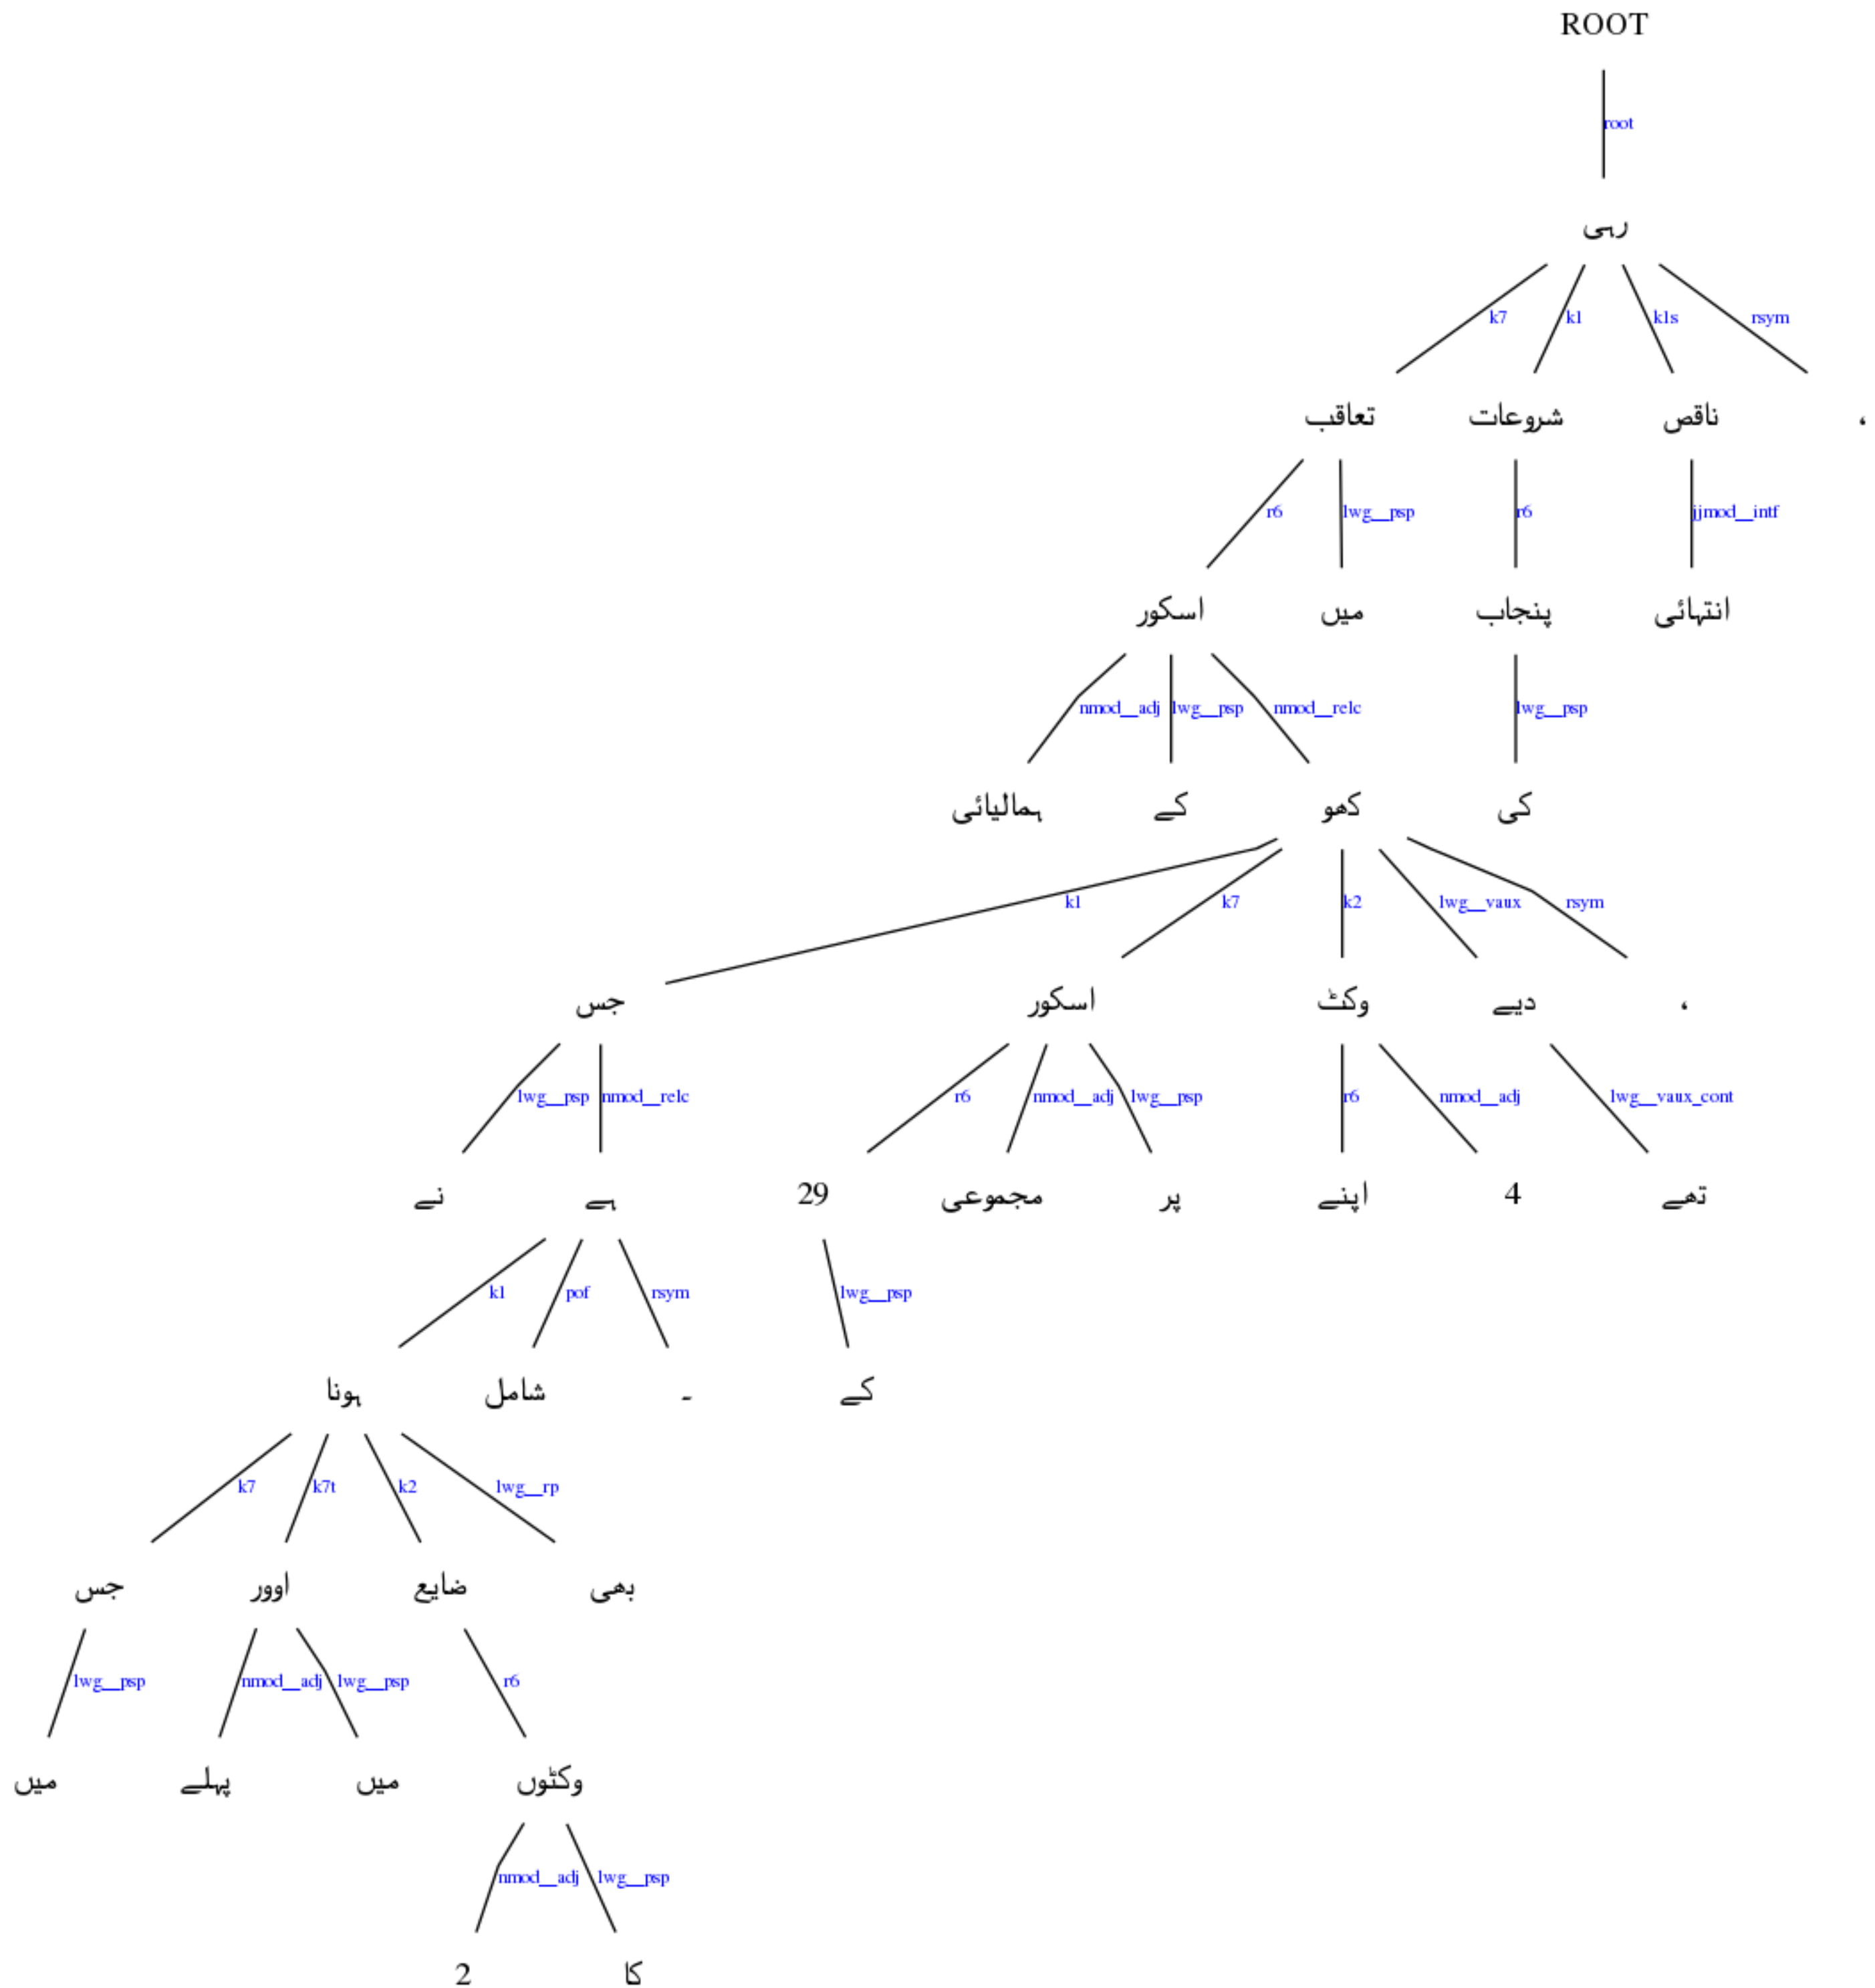 ROOT
root
رہی
k7 k1 k1s rsym
تعاقب شروعات ناقص ،
r6 lwg__psp r6 jjmod__intf
اسکور میں پنجاب انتہائی
nmod__adj lwg__psp nmod__relc lwg__psp
ہمالیائی کے کھو کی
k1 k7 k2 lwg__vaux rsym
جس اسکور وکٹ دیے ،
lwg__psp nmod__relc r6 nmod__adj lwg__psp r6 nmod__adj lwg__vaux_cont
نے ہے 29 مجموعی پر اپنے 4 تھے
k1 pof rsym lwg__psp
ہونا شامل ۔ کے
k7 k7t k2 lwg__rp
جس اوور ضایع بھی
lwg__psp nmod__adj lwg__psp r6
میں پہلے میں وکٹوں
nmod__adj lwg__psp
2 کا